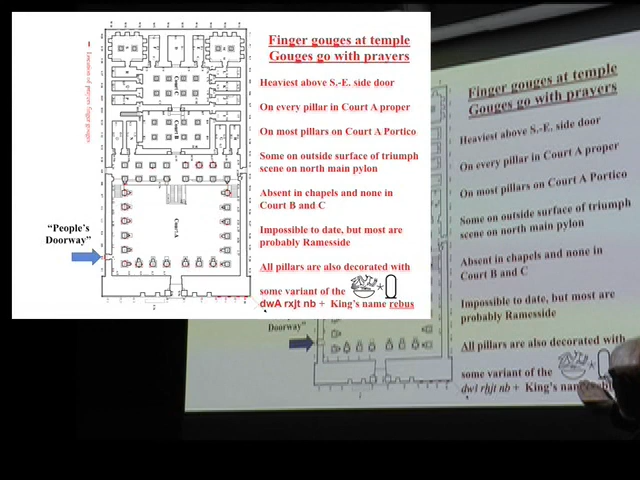 Finger gouges at temple
Gouges go with prayers
Heaviest above S.-E. side door
On every pillar in Court A proper
On most pillars on Court A Portico
Some on outside surface of triumph
scene on north main pylon
Absent in chapels and none in
Court B and C
Impossible to date, but most are
probably Ramesside
All pillars are also decorated with
some variant of the
dwA rxjt nb + King's name rebus
"People's
Doorway"
Court A
Court B
Finger gouges at temple
Gouges go with prayers
Heaviest above S.-E. side door
On every pillar in Court A proper
On most pillars on Court A Portico
Some on outside surface of triumph
scene on north main pylon
Absent in chapels and none in
Court B and C
Impossible to date, but most are
probably Ramesside
All pillars are also decorated with
some variant of the
King's
Doorway"